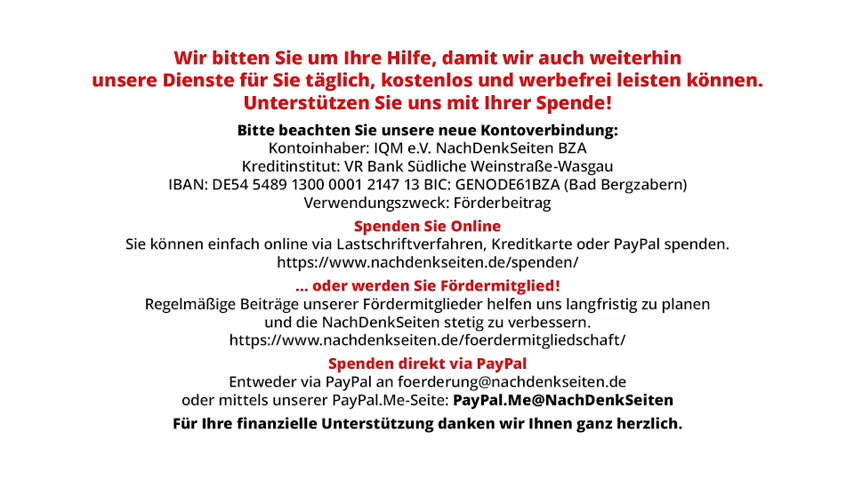 Wir bitten Sie um Ihre Hilfe, damit wir auch weiterhin
unsere Dienste für Sie täglich, kostenlos und werbefrei leisten können.
Unterstützen Sie uns mit Ihrer Spende!
Bitte beachten Sie unsere neue Kontoverbindung:
Kontoinhaber: IQM e.V. NachDenkSeiten BZA
Kreditinstitut: VR Bank Südliche Weinstraße-Wasgau
IBAN: DE54 5489 1300 0001 2147 13 BIC: GENODE61BZA (Bad Bergzabern)
Verwendungszweck: Förderbeitrag
Spenden Sie Online
Sie können einfach online via Lastschriftverfahren, Kreditkarte oder PayPal spenden.
https://www.nachdenkseiten.de/spenden/
... oder werden Sie Fördermitglied!
Regelmäßige Beiträge unserer Fördermitglieder helfen uns langfristig zu planen
und die NachDenkSeiten stetig zu verbessern.
https://www.nachdenkseiten.de/foerdermitgliedschaft/
Spenden direkt via PayPal
Entweder via PayPal an foerderung@nachdenkseiten.de
oder mittels unserer PayPal.Me-Seite: PayPal.Me@NachDenkSeiten
Für Ihre finanzielle Unterstützung danken wir Ihnen ganz herzlich.